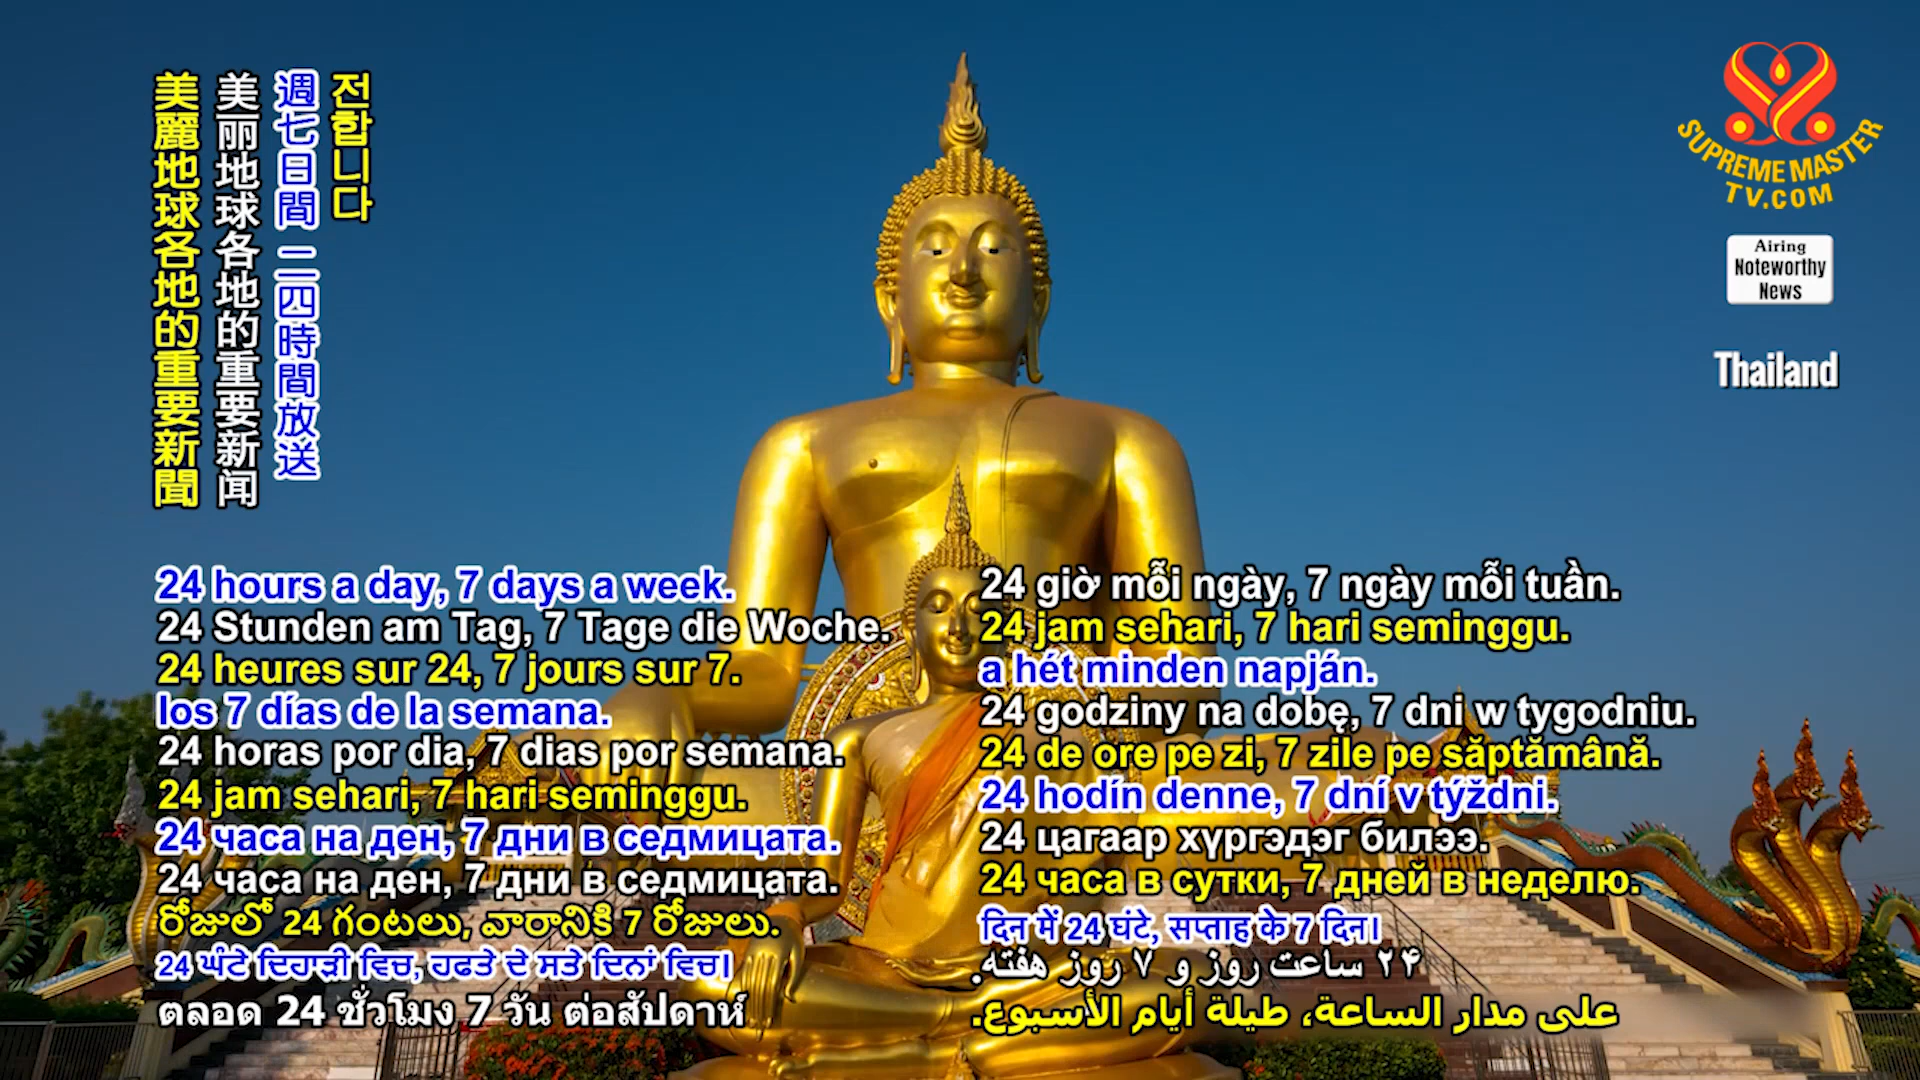 전합니다
週七日間 二四時間放送
美丽地球各地的重要新闻
美麗地球各地的重要新聞
SUPREME MASTER
TV.COM
Airing
Noteworthy
News
Thailand
24 hours a day, 7 days a week.
24 Stunden am Tag, 7 Tage die Woche.
24 heures sur 24, 7 jours sur 7.
los 7 días de la semana.
24 horas por dia, 7 dias por semana.
24 jam sehari, 7 hari seminggu.
24 часа на ден, 7 дни в седмицата.
24 часа на ден, 7 дни в седмицата.
రోజులో 24 గంటలు, వారానికి 7 రోజులు.
24 ਘੰਟੇ ਦਿਹਾੜੀ ਵਿਚ, ਹਫਤੇ ਦੇ ਸਤੇ ਦਿਨਾਂ ਵਿਚ।
ตลอด 24 ชั่วโมง 7 วัน ต่อสัปดาห์
24 giờ mỗi ngày, 7 ngày mỗi tuần.
24 jam sehari, 7 hari seminggu.
a hét minden napján.
24 godziny na dobę, 7 dni w tygodniu.
24 de ore pe zi, 7 zile pe săptămână.
24 hodín denne, 7 dní v týždni.
24 цагаар хүргэдэг билээ.
24 часа в сутки, 7 дней в неделю.
दिन में 24 घंटे, सप्ताह के 7 दिन।
۲۴ ساعت روز و ۷ روز هفته.
على مدار الساعة، طيلة أيام الأسبوع.